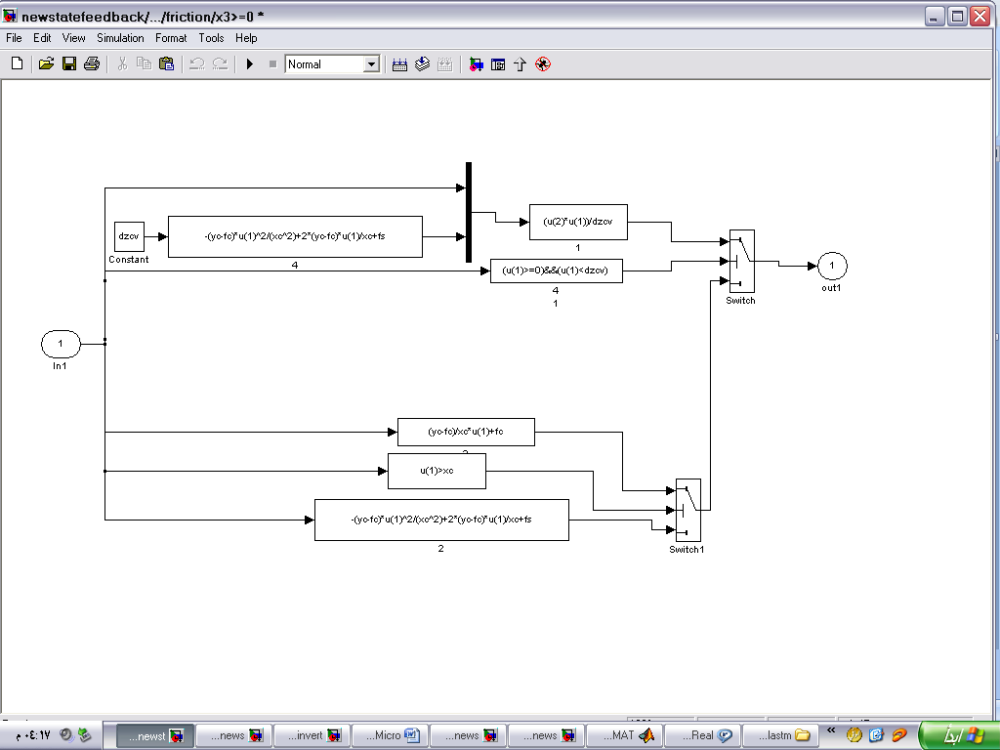 newstatefeedback/.../friction/x3>=0 *
File Edit View Simulation Format Tools Help
Normal
dzcv
Constant
-(yc-fc)*u(1)^2/(xc^2)+2*(yc-fc)*u(1)/xc+fs
4
(u(2)*u(1))/dzcv
1
(u(1)>=0)&&(u(1)<dzcv)
4
1
Switch
1
out1
1
In1
(yc-fc)/xc*u(1)+fc
u(1)>xc
-(yc-fc)*u(1)^2/(xc^2)+2*(yc-fc)*u(1)/xc+fs
2
Switch1
٠٤:١٧ م
...newst
...news
...invert
...Micro
...news
...news
...MAT
...Real
...lastm
«
ابدأ